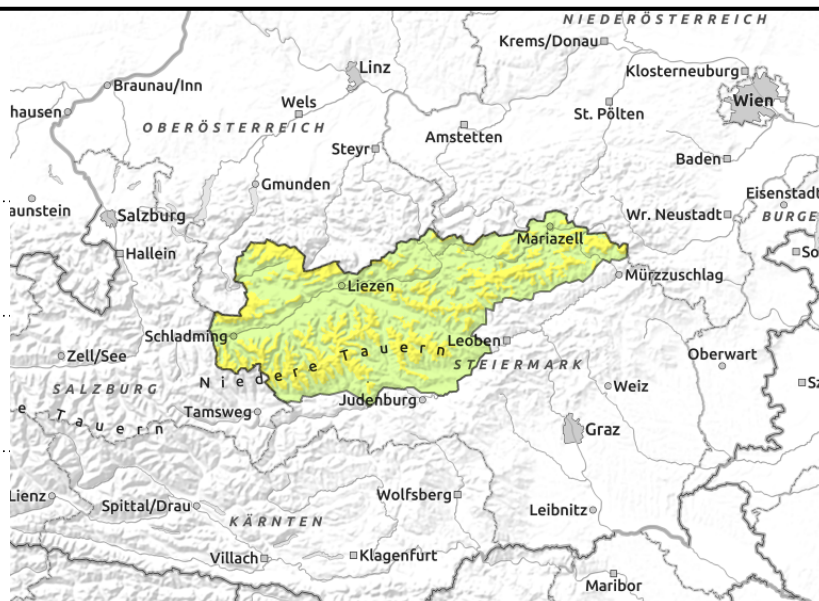 NIEDERÖSTERREICH
Krems/Donau
Linz
Klosterneuburg
Braunau/Inn
Wels
Wien
hausen
St. Pölten
OBERÖSTERREICH
Amstetten
Steyr
Baden
Gmunden
Eisenstadt
aunstein
Salzburg
Wr. Neustadt
BURGE
Mariazell
Hallein
So
Mürzzuschlag
Liezen
Schladming
Leoben
Zell/See
Niedere Tauern
STEIERMARK
Oberwart
SALZBURG
Weiz
Sz
Tamsweg
Judenburg
e Tauern
Graz
Lienz
Wolfsberg
Spittal/Drau
Leibnitz
KÄRNTEN
Villach
Klagenfurt
Maribor